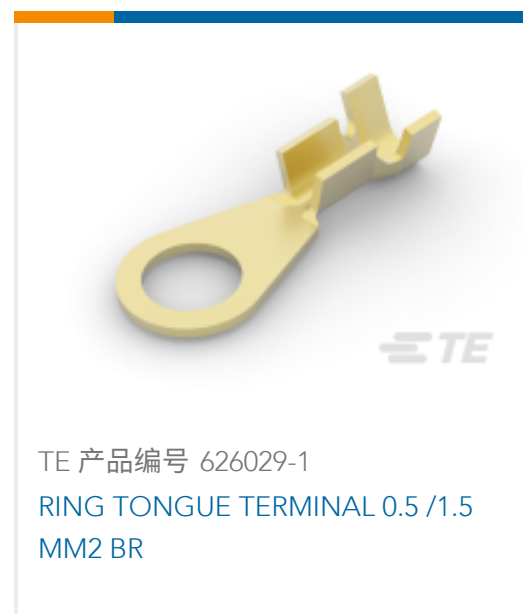 TE
TE 产品编号 626029-1
RING TONGUE TERMINAL 0.5 /1.5
MM2 BR